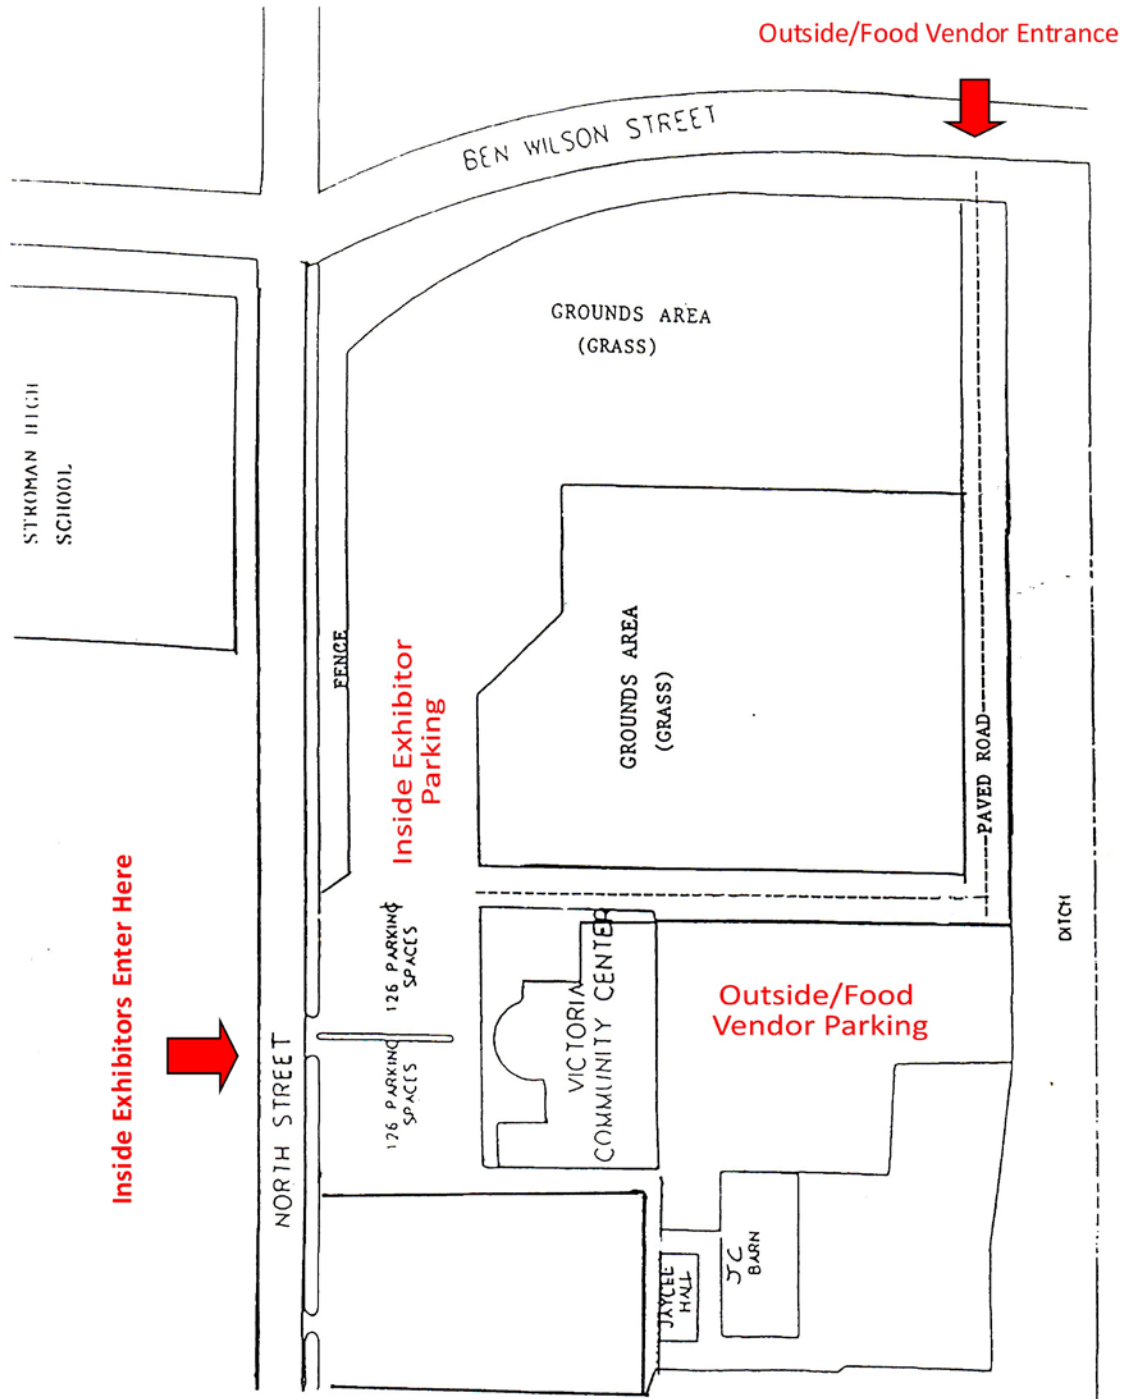 Outside/Food Vendor Entrance
BEN WILSON STREET
GROUNDS AREA
(GRASS)
STROMAN HIGH
SCHOOL
FENCE
Inside Exhibitor
Parking
GROUNDS AREA
(GRASS)
PAVED ROAD
Inside Exhibitors Enter Here
NORTH STREET
126 PARKING
SPACES
126 PARKING
SPACES
VICTORIA
COMMUNITY CENTER
Outside/Food
Vendor Parking
DITCH
JAYCEE
HALL
JC
BARN